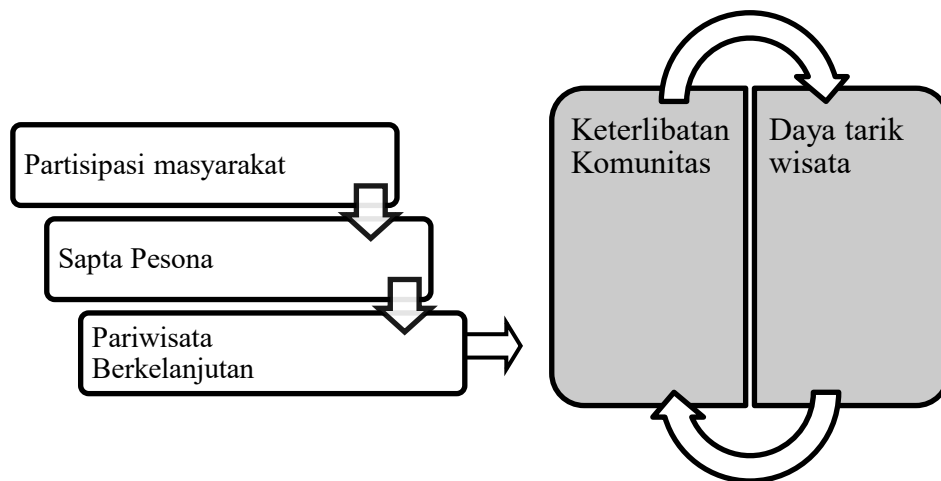 Partisipasi masyarakat
Sapta Pesona
Pariwisata
Berkelanjutan
Keterlibatan
Komunitas
Daya tarik
wisata